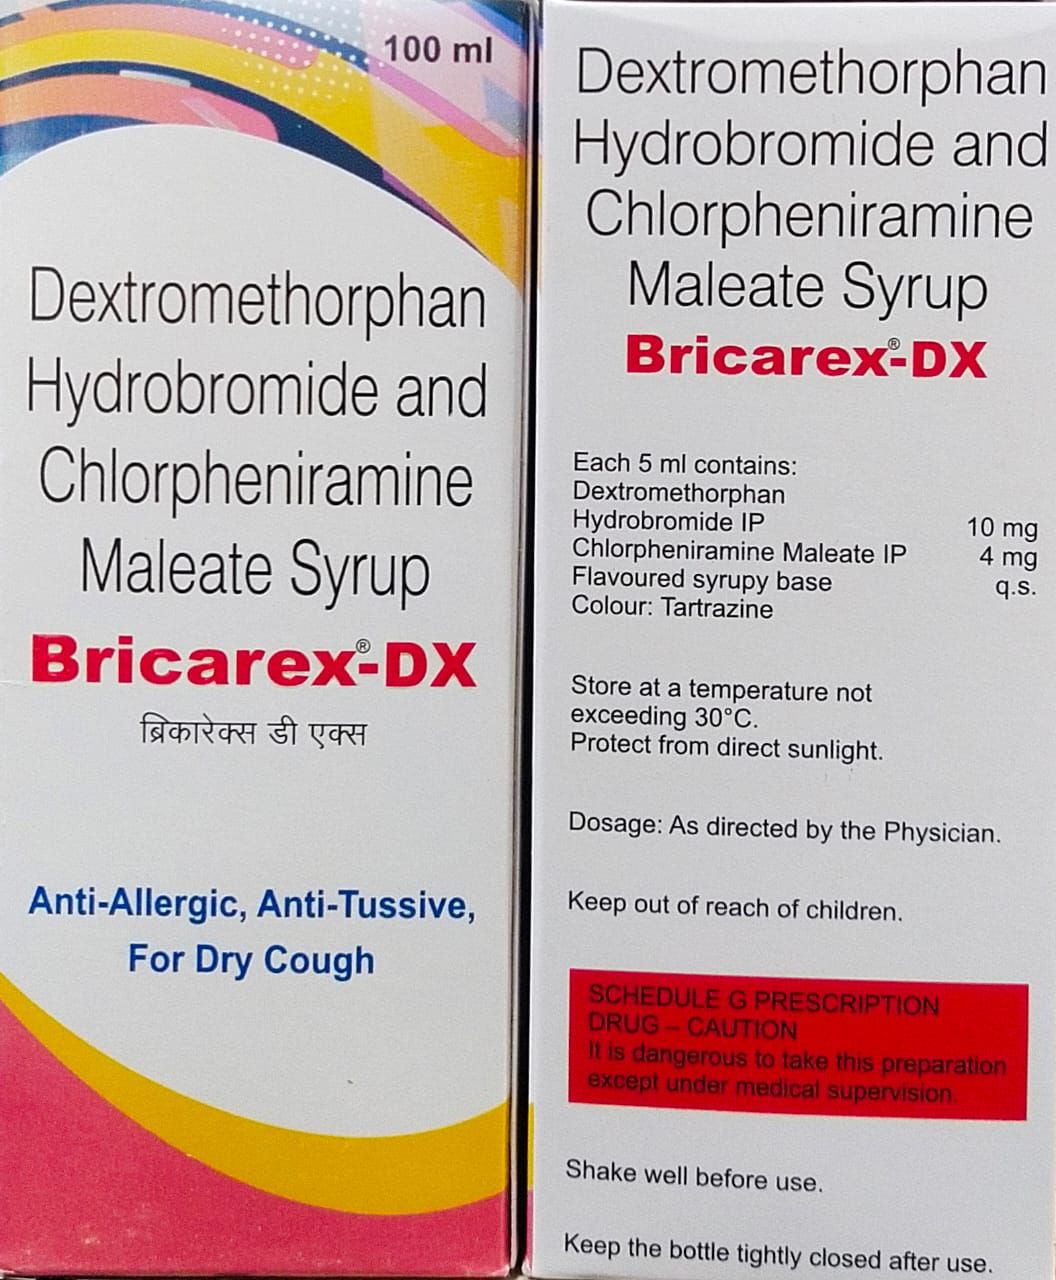 100 ml
Dextromethorphan
Hydrobromide and
Chlorpheniramine
Maleate Syrup
Bricarex®-DX
ब्रिकारेक्स डी एक्स
Anti-Allergic, Anti-Tussive,
For Dry Cough
Dextromethorphan
Hydrobromide and
Chlorpheniramine
Maleate Syrup
Bricarex®-DX
Each 5 ml contains:
Dextromethorphan
Hydrobromide IP 10 mg
Chlorpheniramine Maleate IP 4 mg
Flavoured syrupy base q.s.
Colour: Tartrazine
Store at a temperature not
exceeding 30°C.
Protect from direct sunlight.
Dosage: As directed by the Physician.
Keep out of reach of children.
SCHEDULE G PRESCRIPTION
DRUG – CAUTION
It is dangerous to take this preparation
except under medical supervision.
Shake well before use.
Keep the bottle tightly closed after use.